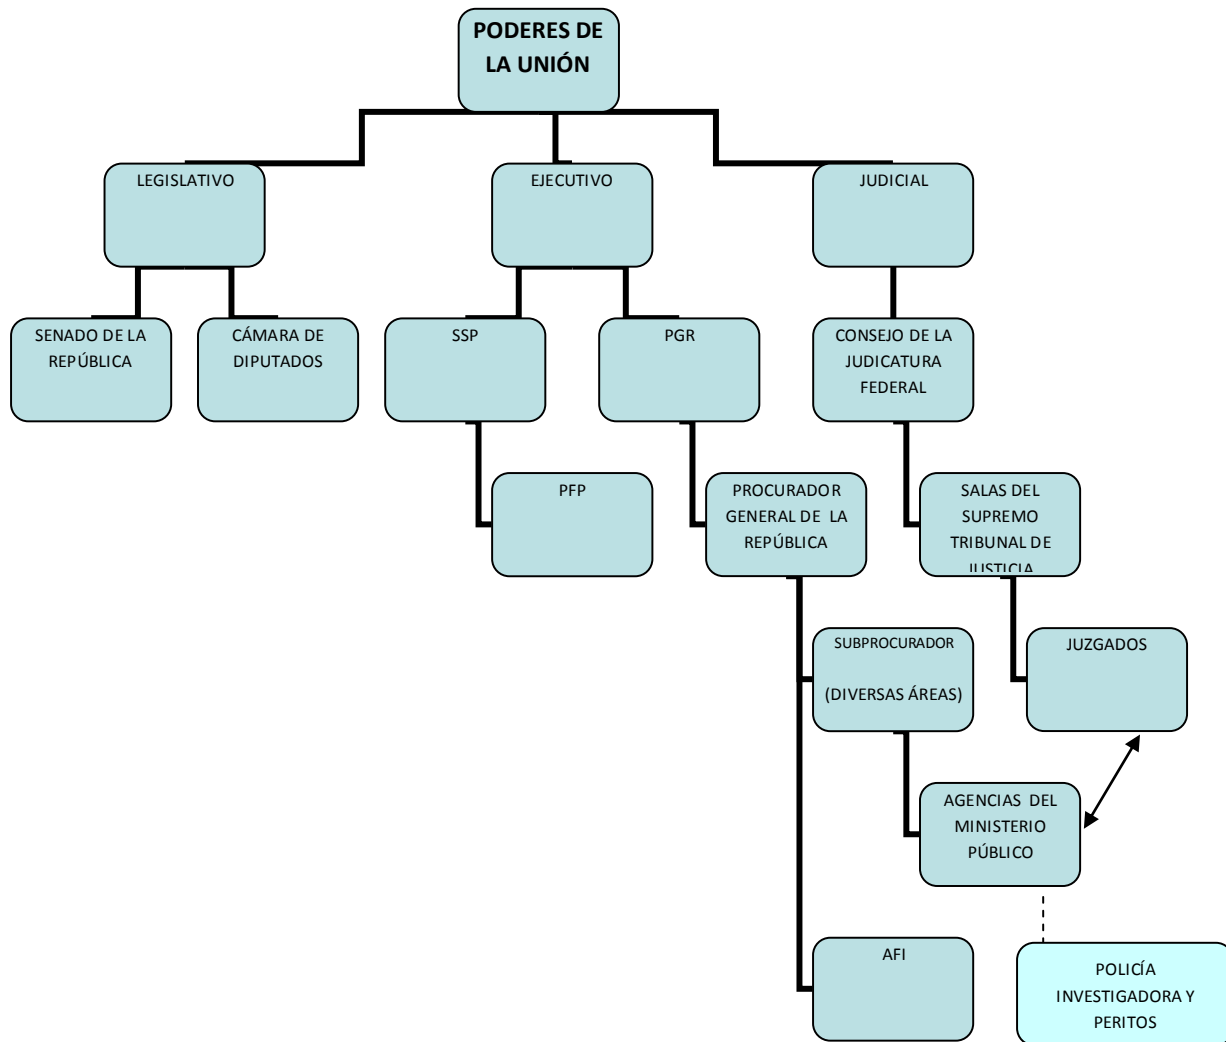 PODERES DE
LA UNIÓN
LEGISLATIVO
EJECUTIVO
JUDICIAL
SENADO DE LA
REPÚBLICA
CÁMARA DE
DIPUTADOS
SSP
PGR
CONSEJO DE LA
JUDICATURA
FEDERAL
PFP
PROCURADOR
GENERAL DE LA
REPÚBLICA
SALAS DEL
SUPREMO
TRIBUNAL DE
JUSTICIA
SUBPROCURADOR
(DIVERSAS ÁREAS)
JUZGADOS
AGENCIAS DEL
MINISTERIO
PÚBLICO
AFI
POLICÍA
INVESTIGADORA Y
PERITOS